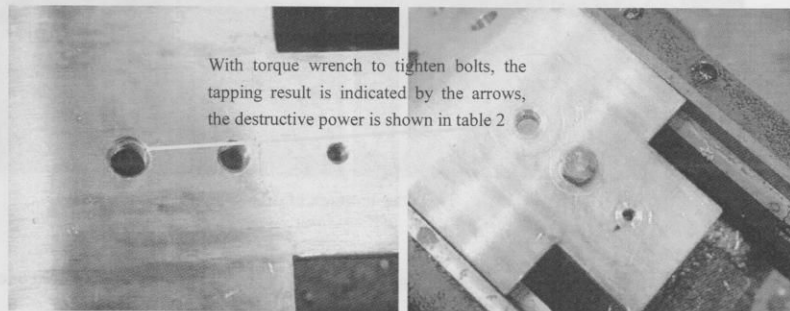 With torque wrench to tighten bolts, the
tapping result is indicated by the arrows,
the destructive power is shown in table 2